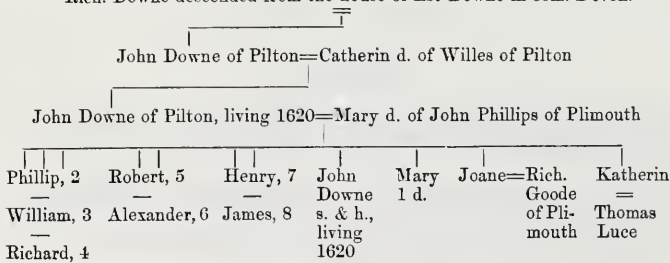 John Downe of Pilton=Catherin d. of Willes of Pilton
John Downe of Pilton, living 1620=Mary d. of John Phillips of Plimouth
Phillip, 2
William, 3
Richard, 4
Robert, 5
Alexander, 6
Henry, 7
James, 8
John
Downe
s. & h.,
living
1620
Mary
1 d.
Joane=Rich.
Goode
of Pli-
mouth
Katherin
=
Thomas
Luce